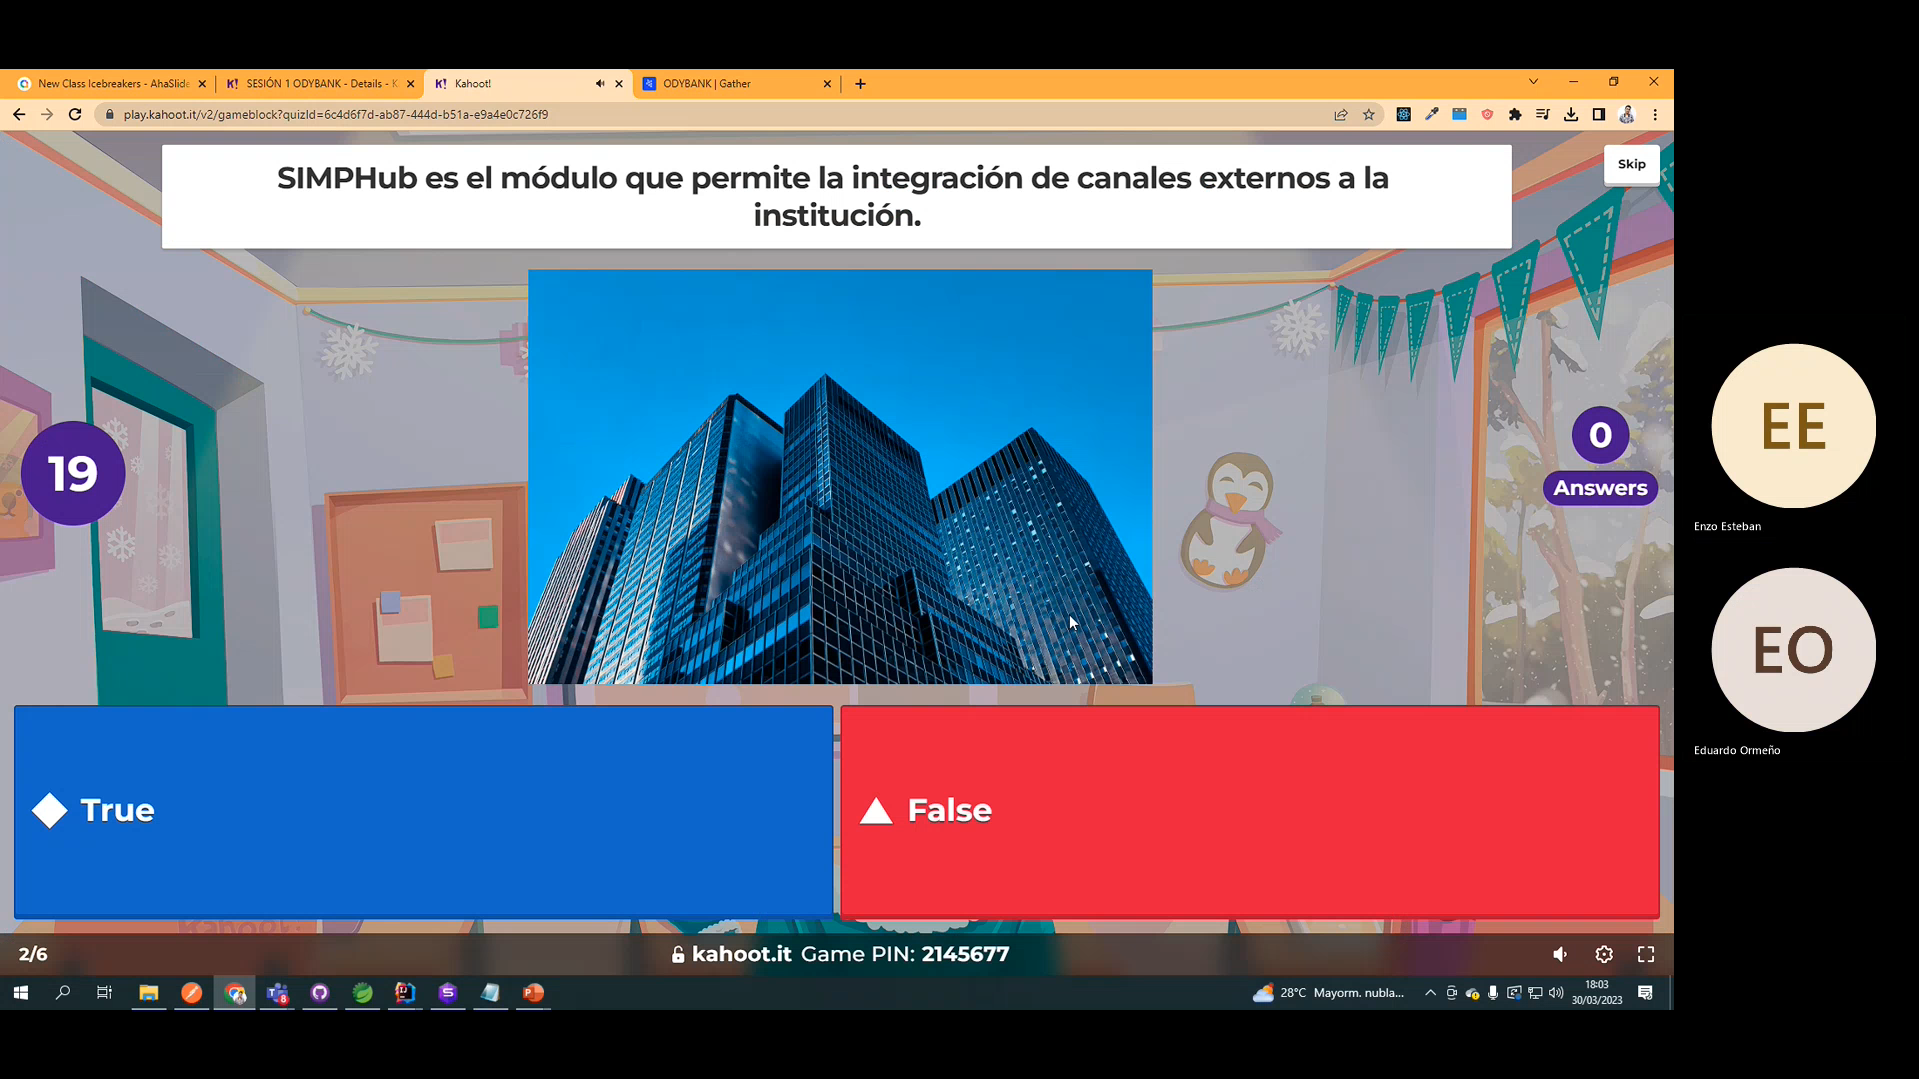 New Class Icebreakers - AhaSlide
SESIÓN 1 ODYBANK - Details - K
Kahoot!
ODYBANK | Gather
play.kahoot.it/v2/gameblock?quizId=6c4d6f7d-ab87-444d-b51a-e9a4e0c726f9
SIMPHub es el módulo que permite la integración de canales externos a la
institución.
Skip
19
0
Answers
EE
Enzo Esteban
EO
Eduardo Ormeño
True
False
2/6
kahoot.it Game PIN: 2145677
28°C Mayorm. nubla...
18:03
30/03/2023